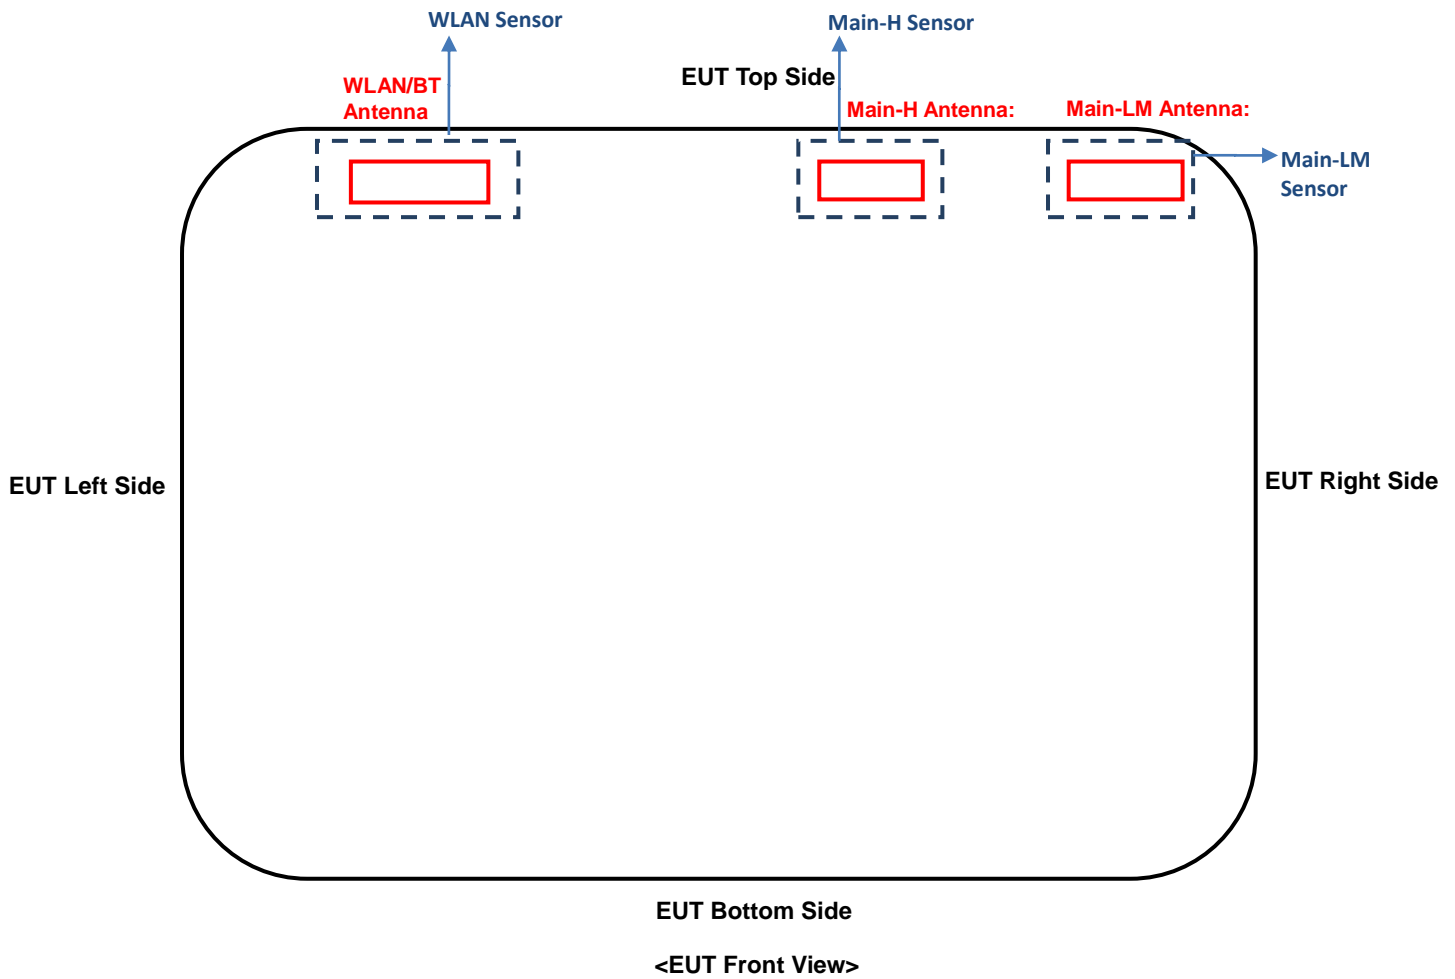 WLAN Sensor
Main-H Sensor
EUT Top Side
WLAN/BT
Antenna
Main-H Antenna:
Main-LM Antenna:
Main-LM
Sensor
EUT Left Side
EUT Right Side
EUT Bottom Side
<EUT Front View>